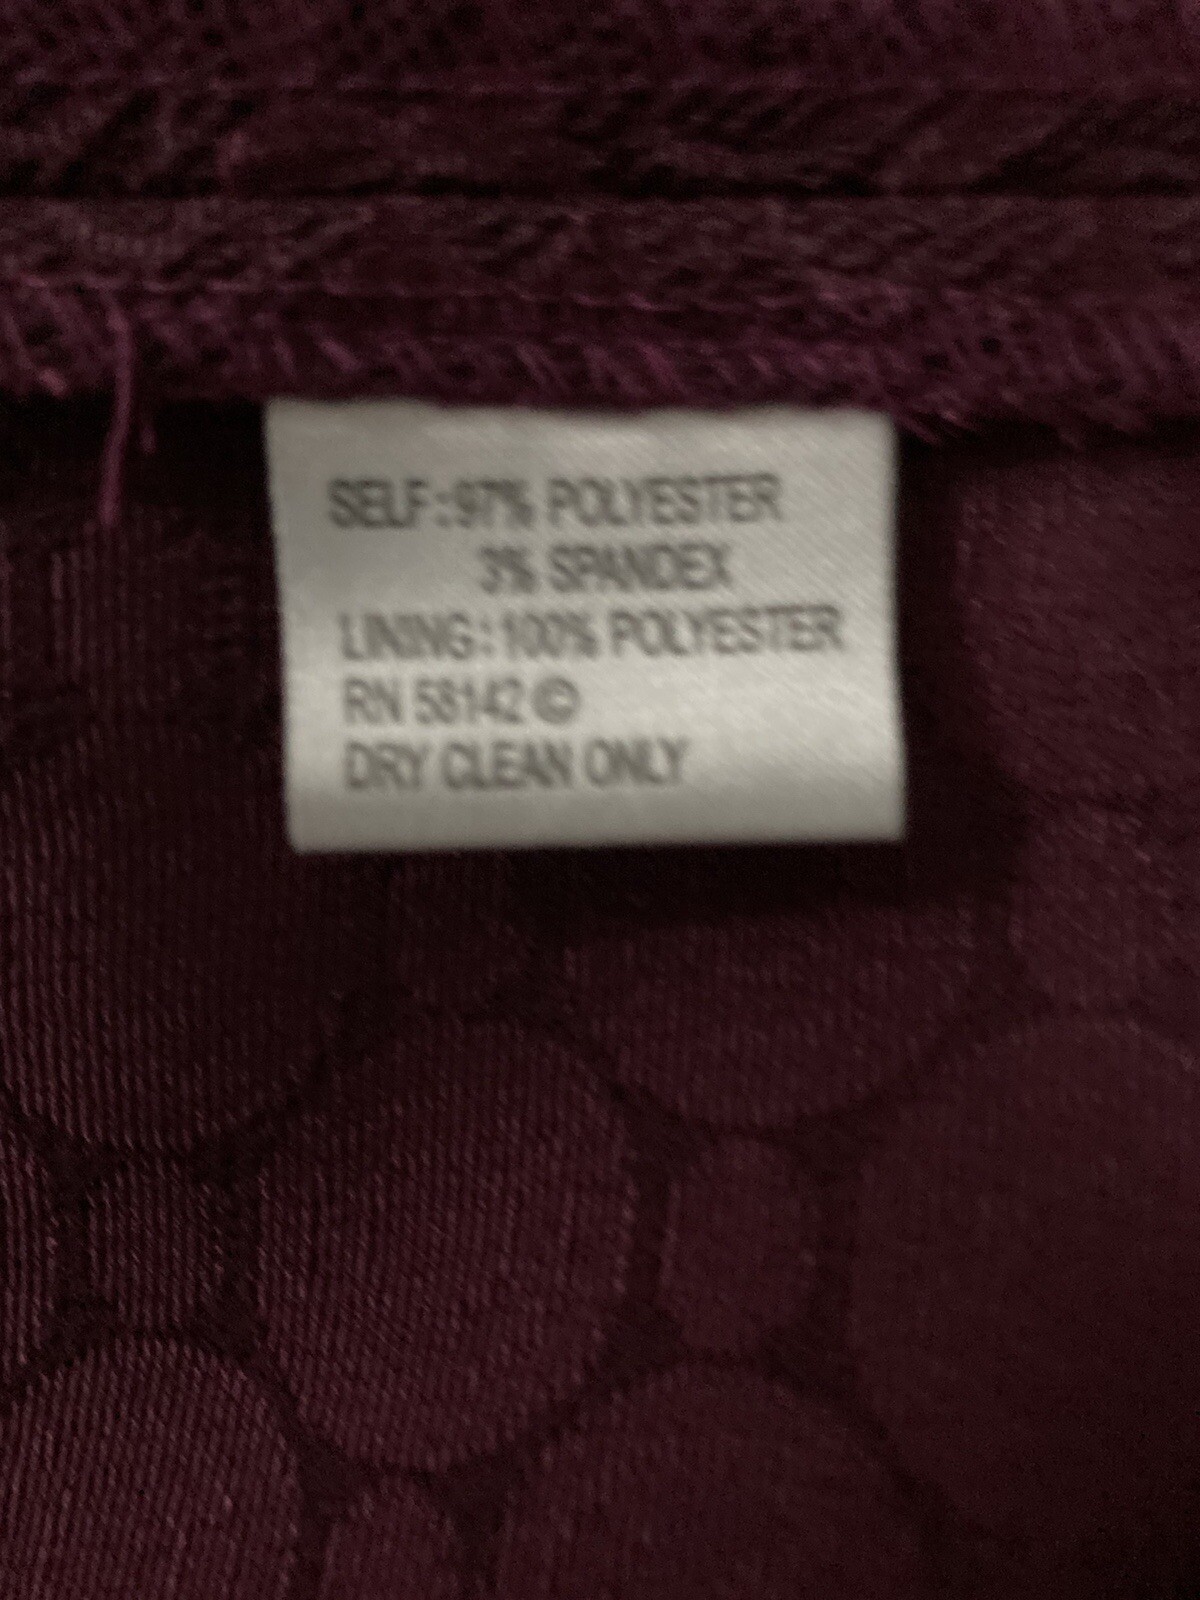 SELF:97% POLYESTER
3% SPANDEX
LINING:100% POLYESTER
RN 58142 ©
DRY CLEAN ONLY